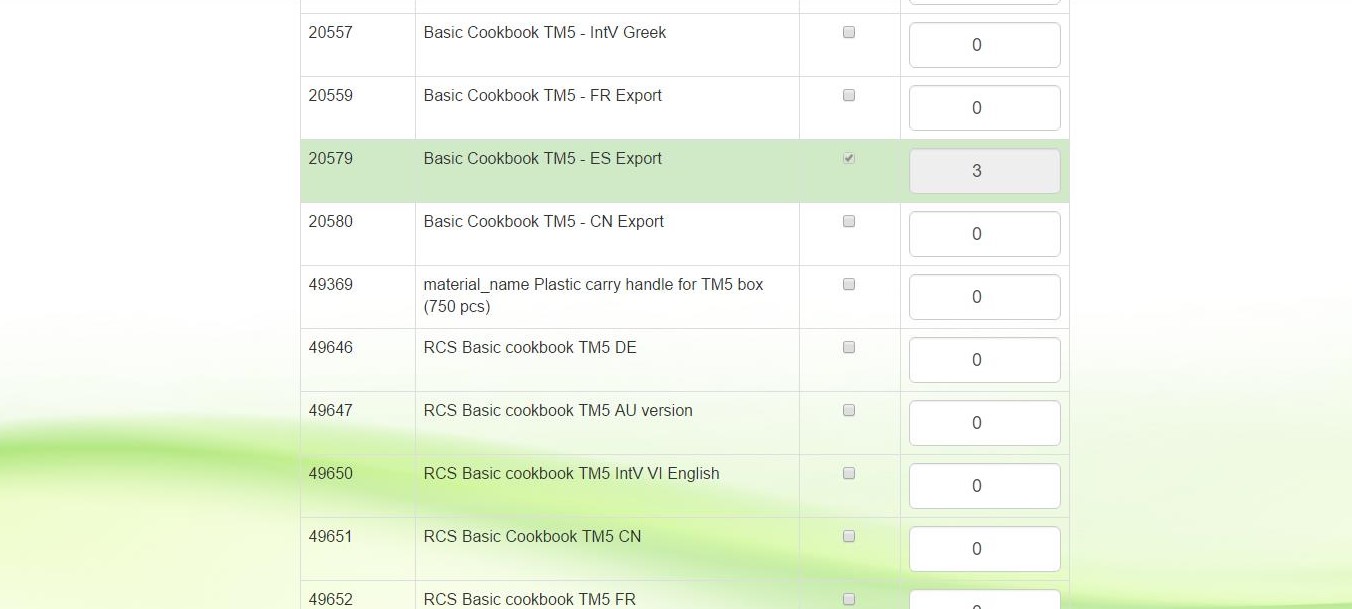 20557 Basic Cookbook TM5 - IntV Greek 0
20559 Basic Cookbook TM5 - FR Export 0
20579 Basic Cookbook TM5 - ES Export 3
20580 Basic Cookbook TM5 - CN Export 0
49369 material_name Plastic carry handle for TM5 box 0
(750 pcs)
49646 RCS Basic cookbook TM5 DE 0
49647 RCS Basic cookbook TM5 AU version 0
49650 RCS Basic cookbook TM5 IntV VI English 0
49651 RCS Basic Cookbook TM5 CN 0
49652 RCS Basic cookbook TM5 FR